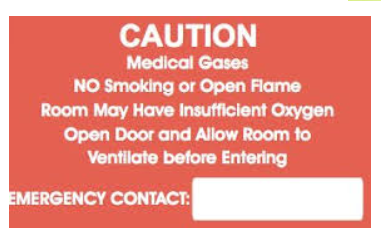 CAUTION
Medical Gases
NO Smoking or Open Flame
Room May Have Insufficient Oxygen
Open Door and Allow Room to
Ventilate before Entering
EMERGENCY CONTACT: